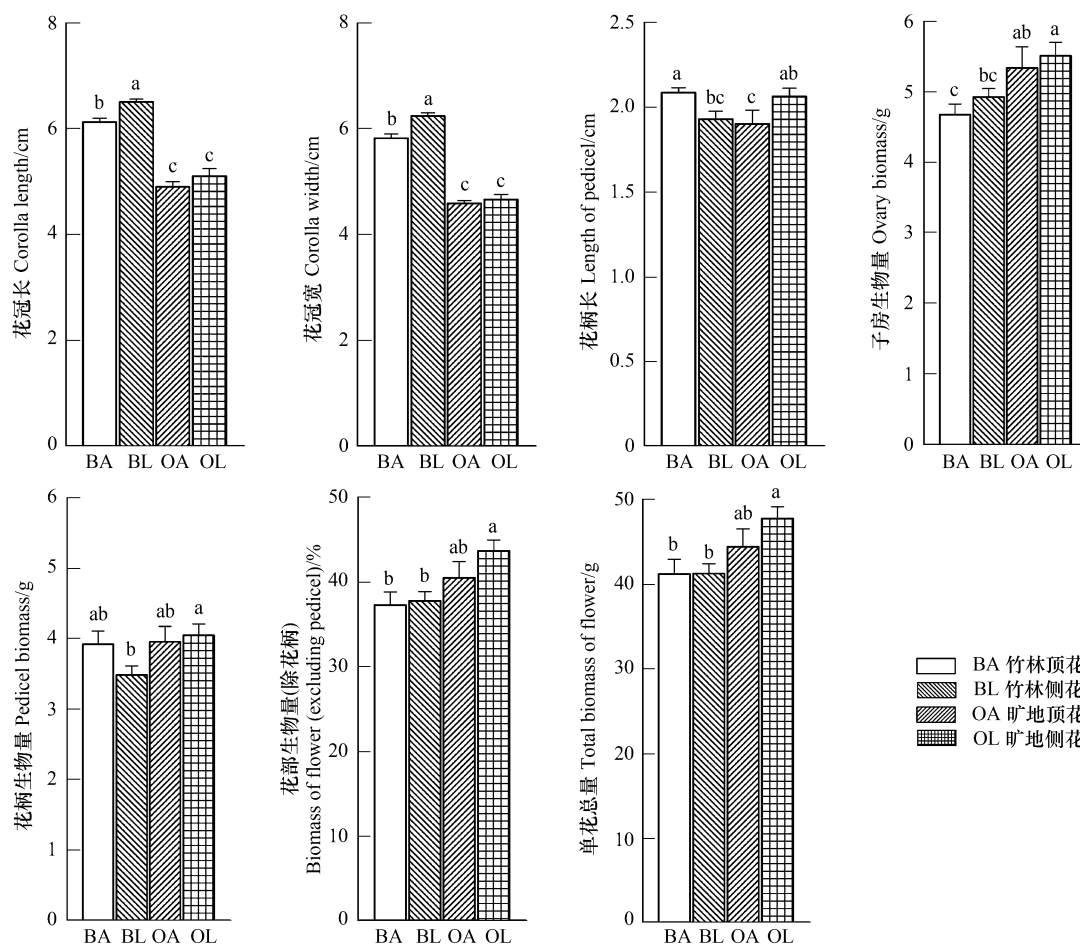 8
6
4
2
0
花冠长 Corolla length/cm
b
a
c
c
BA BL OA OL
8
6
4
2
0
花冠宽 Corolla width/cm
b
a
c
c
BA BL OA OL
2.5
2.0
1.5
1.0
0.5
0
花柄长 Length of pedicel/cm
a
bc
c
ab
BA BL OA OL
6
5
4
3
2
1
0
子房生物量 Ovary biomass/g
c
bc
ab
a
BA BL OA OL
6
5
4
3
2
1
0
花柄生物量 Pedicel biomass/g
ab
b
ab
a
BA BL OA OL
50
40
30
20
10
0
花部生物量(除花柄)
Biomass of flower (excluding pedicel)/%
b
b
ab
a
BA BL OA OL
50
40
30
20
10
0
单花总量 Total biomass of flower/g
b
b
ab
a
BA BL OA OL
BA 竹林顶花
BL 竹林侧花
OA 旷地顶花
OL 旷地侧花